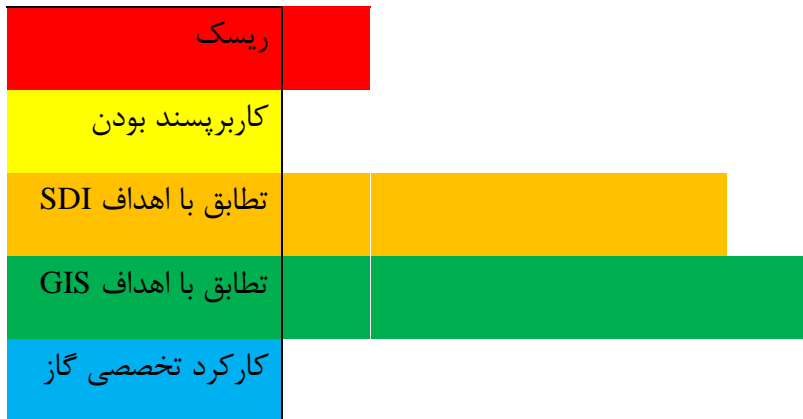 ریسک
کاربرپسند بودن
تطابق با اهداف SDI
تطابق با اهداف GIS
کارکرد تخصصی گاز